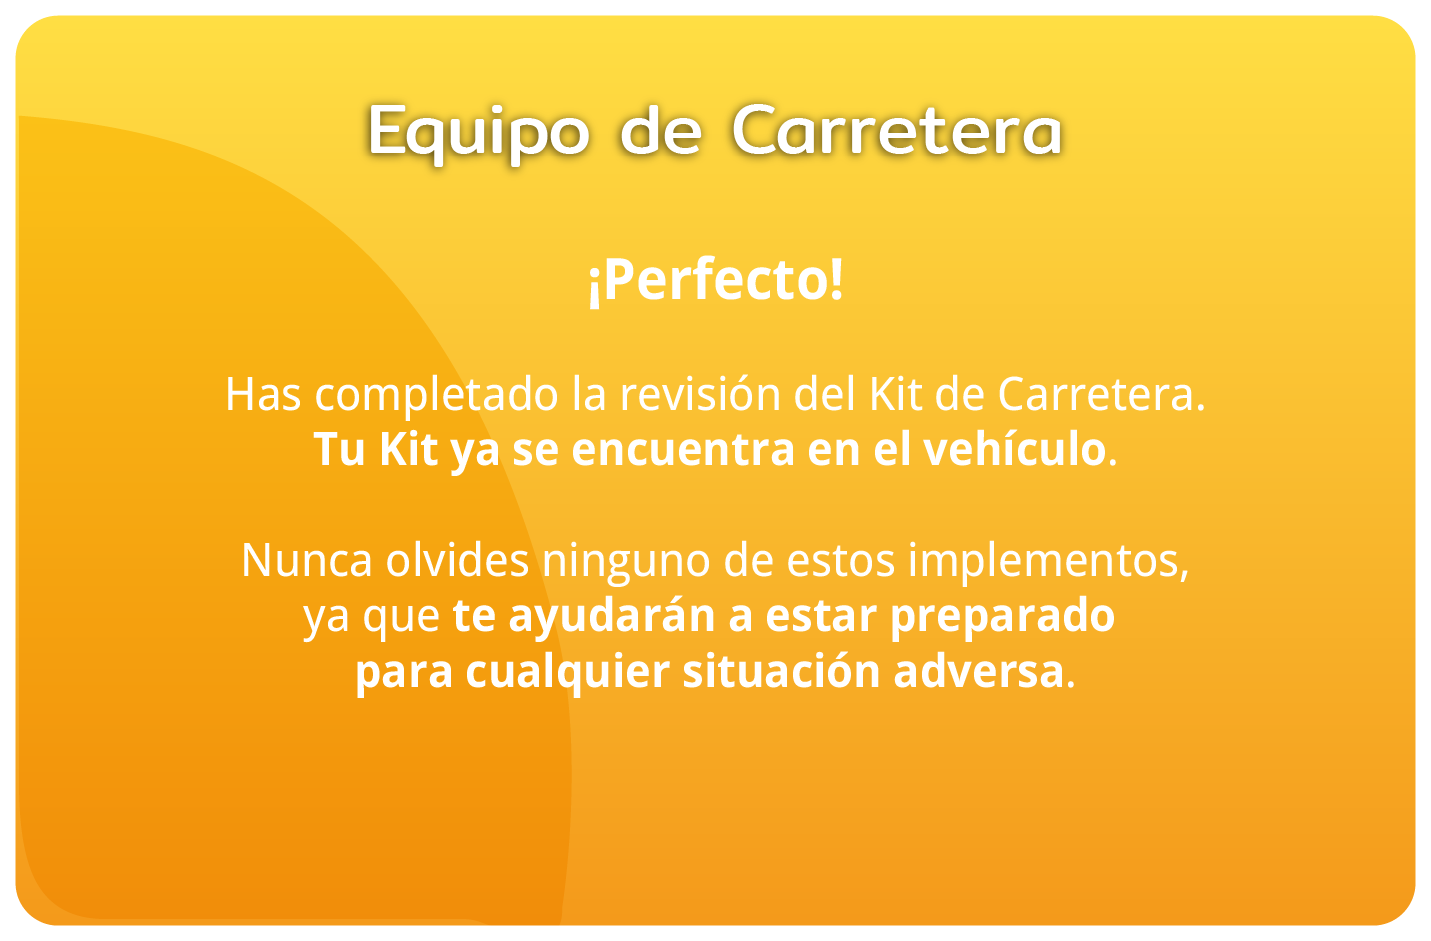 Equipo de Carretera
¡Perfecto!
Has completado la revisión del Kit de Carretera.
Tu Kit ya se encuentra en el vehículo.
Nunca olvides ninguno de estos implementos,
ya que te ayudarán a estar preparado
para cualquier situación adversa.